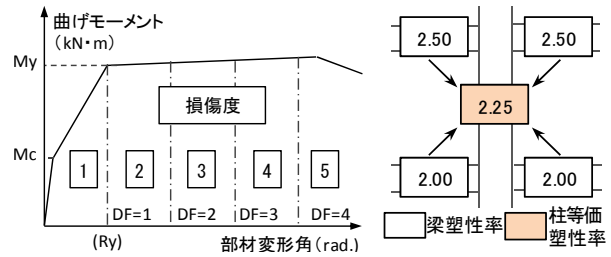 曲げモーメント
(kN・m)
My
Mc
損傷度
1
2
3
4
5
DF=1
DF=2
DF=3
DF=4
(Ry)
部材変形角(rad.)
2.50
2.50
2.25
2.00
2.00
梁塑性率
柱等価
塑性率